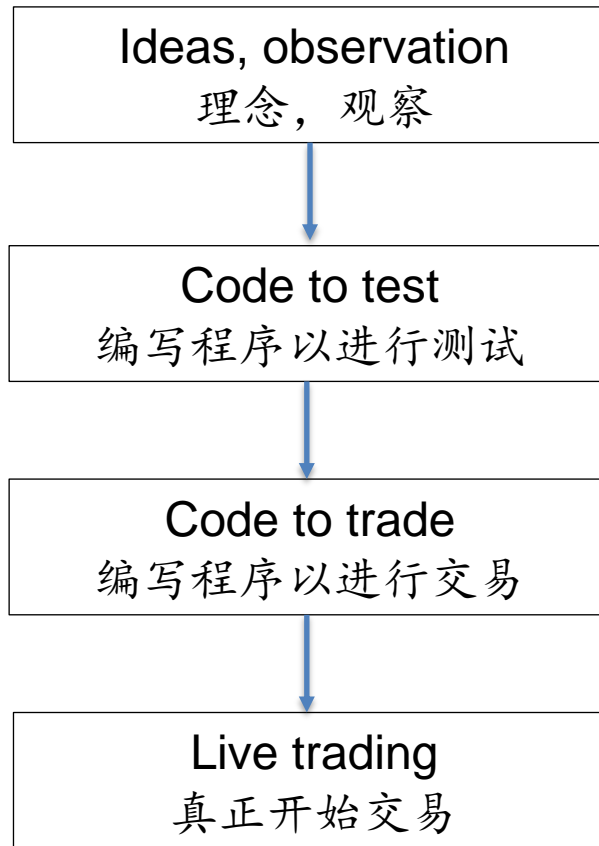 Ideas, observation
理念，观察
Code to test
编写程序以进行测试
Code to trade
编写程序以进行交易
Live trading
真正开始交易